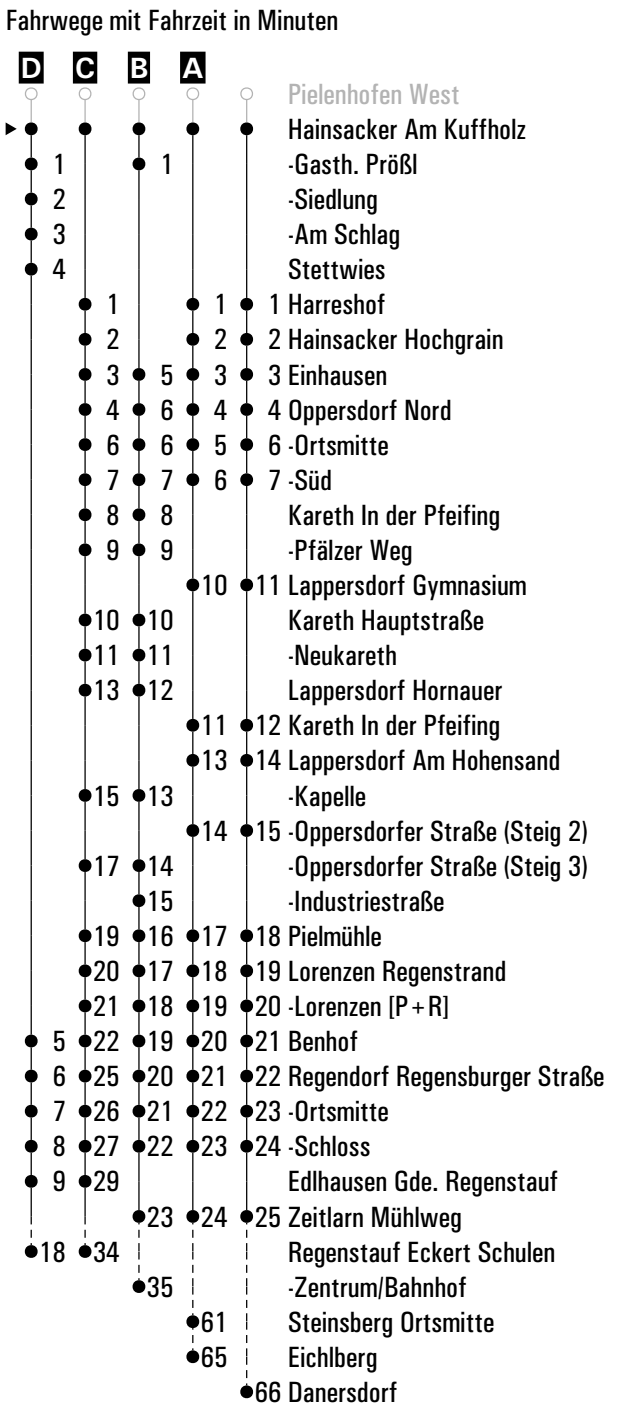 Fahrwege mit Fahrzeit in Minuten
D C B A
Pielenhofen West
Hainsacker Am Kuffholz
1 1 -Gasth. Prößl
2 -Siedlung
3 -Am Schlag
4 Stettwies
1 1 1 Harreshof
2 2 2 Hainsacker Hochgrain
3 5 3 3 Einhausen
4 6 4 4 Oppersdorf Nord
6 6 5 6 -Ortsmitte
7 7 6 7 -Süd
8 8 Kareth In der Pfeifing
9 9 -Pfälzer Weg
10 11 Lappersdorf Gymnasium
10 10 Kareth Hauptstraße
11 11 -Neukareth
13 12 Lappersdorf Hornauer
11 12 Kareth In der Pfeifing
13 14 Lappersdorf Am Hohensand
15 13 -Kapelle
14 15 -Oppersdorfer Straße (Steig 2)
17 14 -Oppersdorfer Straße (Steig 3)
15 -Industriestraße
19 16 17 18 Pielmühle
20 17 18 19 Lorenzen Regenstrand
21 18 19 20 -Lorenzen [P+R]
5 22 19 20 21 Benhof
6 25 20 21 22 Regendorf Regensburger Straße
7 26 21 22 23 -Ortsmitte
8 27 22 23 24 -Schloss
9 29 Edlhausen Gde. Regenstauf
23 24 25 Zeitlarn Mühlweg
18 34 Regenstauf Eckert Schulen
35 -Zentrum/Bahnhof
61 Steinsberg Ortsmitte
65 Eichlberg
66 Danersdorf